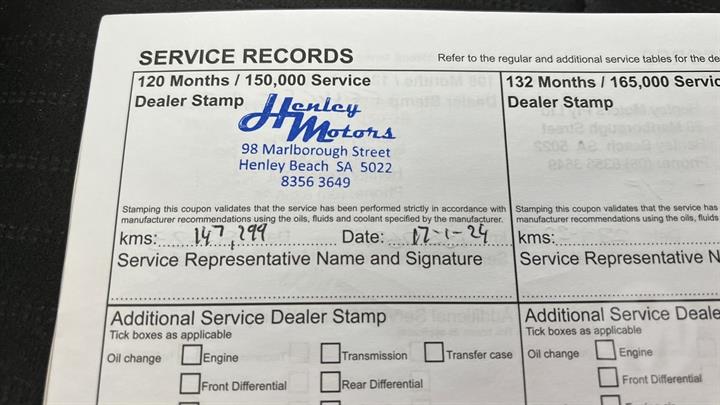 SERVICE RECORDS
Refer to the regular and additional service tables for the de
120 Months / 150,000 Service
Dealer Stamp
Henley
Motors
98 Marlborough Street
Henley Beach SA 5022
8356 3649
Stamping this coupon validates that the service has been performed strictly in accordance with
manufacturer recommendations using the oils, fluids and coolant specified by the manufacturer.
kms: 147,299 Date: 17-1-24
Service Representative Name and Signature
Additional Service Dealer Stamp
Tick boxes as applicable
Oil change Engine Transmission Transfer case
Front Differential Rear Differential
132 Months / 165,000 Servic
Dealer Stamp
Stamping this coupon validates that the service has
manufacturer recommendations using the oils, fluids
kms:
Service Representative N
Additional Service Deale
Tick boxes as applicable
Oil change Engine
Front Differential